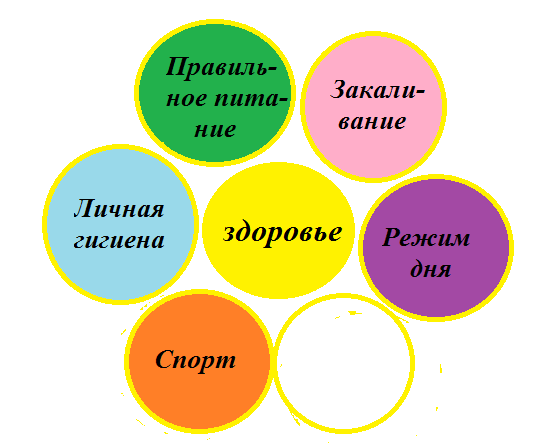 Правиль-
ное пита-
ние
Закали-
вание
Личная
гигиена
здоровье
Режим
дня
Спорт